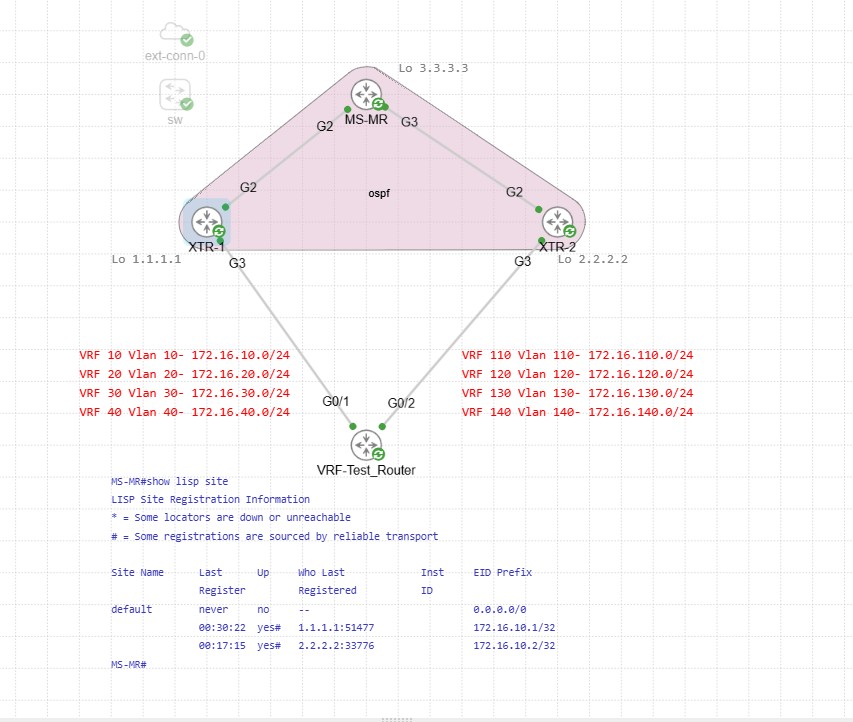 ext-conn-0
sw
Lo 3.3.3.3
MS-MR
G2
G3
G2
ospf
G2
XTR-1
XTR-2
Lo 1.1.1.1
Lo 2.2.2.2
G3
G3
VRF 10 Vlan 10- 172.16.10.0/24
VRF 20 Vlan 20- 172.16.20.0/24
VRF 30 Vlan 30- 172.16.30.0/24
VRF 40 Vlan 40- 172.16.40.0/24
VRF 110 Vlan 110- 172.16.110.0/24
VRF 120 Vlan 120- 172.16.120.0/24
VRF 130 Vlan 130- 172.16.130.0/24
VRF 140 Vlan 140- 172.16.140.0/24
G0/1
G0/2
VRF-Test_Router
MS-MR#show lisp site
LISP Site Registration Information
* = Some locators are down or unreachable
# = Some registrations are sourced by reliable transport
Site Name Last Up Who Last Inst EID Prefix
Register Registered ID
default never no -- 0.0.0.0/0
00:30:22 yes# 1.1.1.1:51477 172.16.10.1/32
00:17:15 yes# 2.2.2.2:33776 172.16.10.2/32
MS-MR#